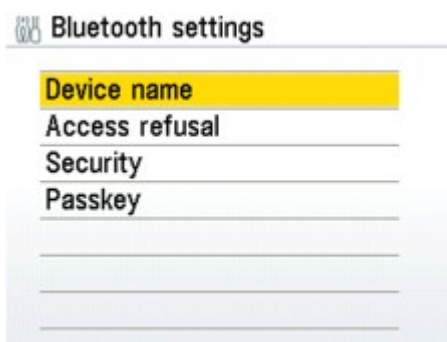 Bluetooth settings
Device name
Access refusal
Security
Passkey